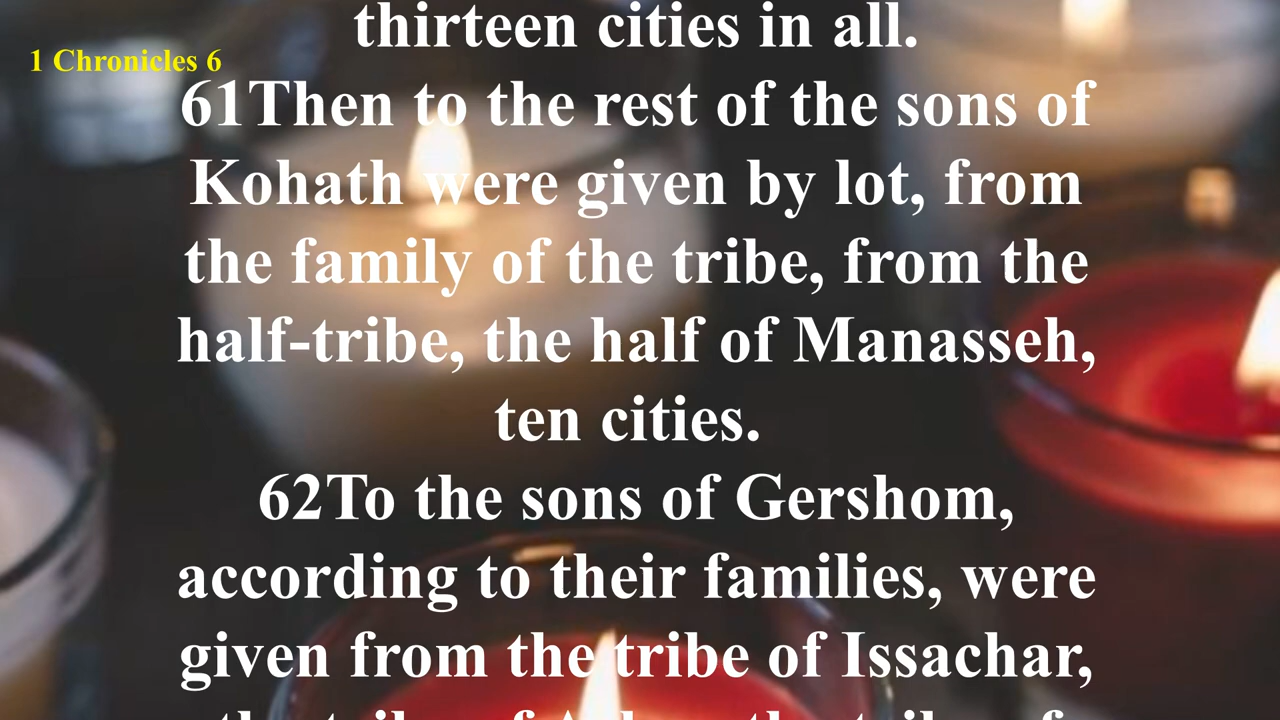 thirteen cities in all.
1 Chronicles 6
61Then to the rest of the sons of
Kohath were given by lot, from
the family of the tribe, from the
half-tribe, the half of Manasseh,
ten cities.
62To the sons of Gershom,
according to their families, were
given from the tribe of Issachar,